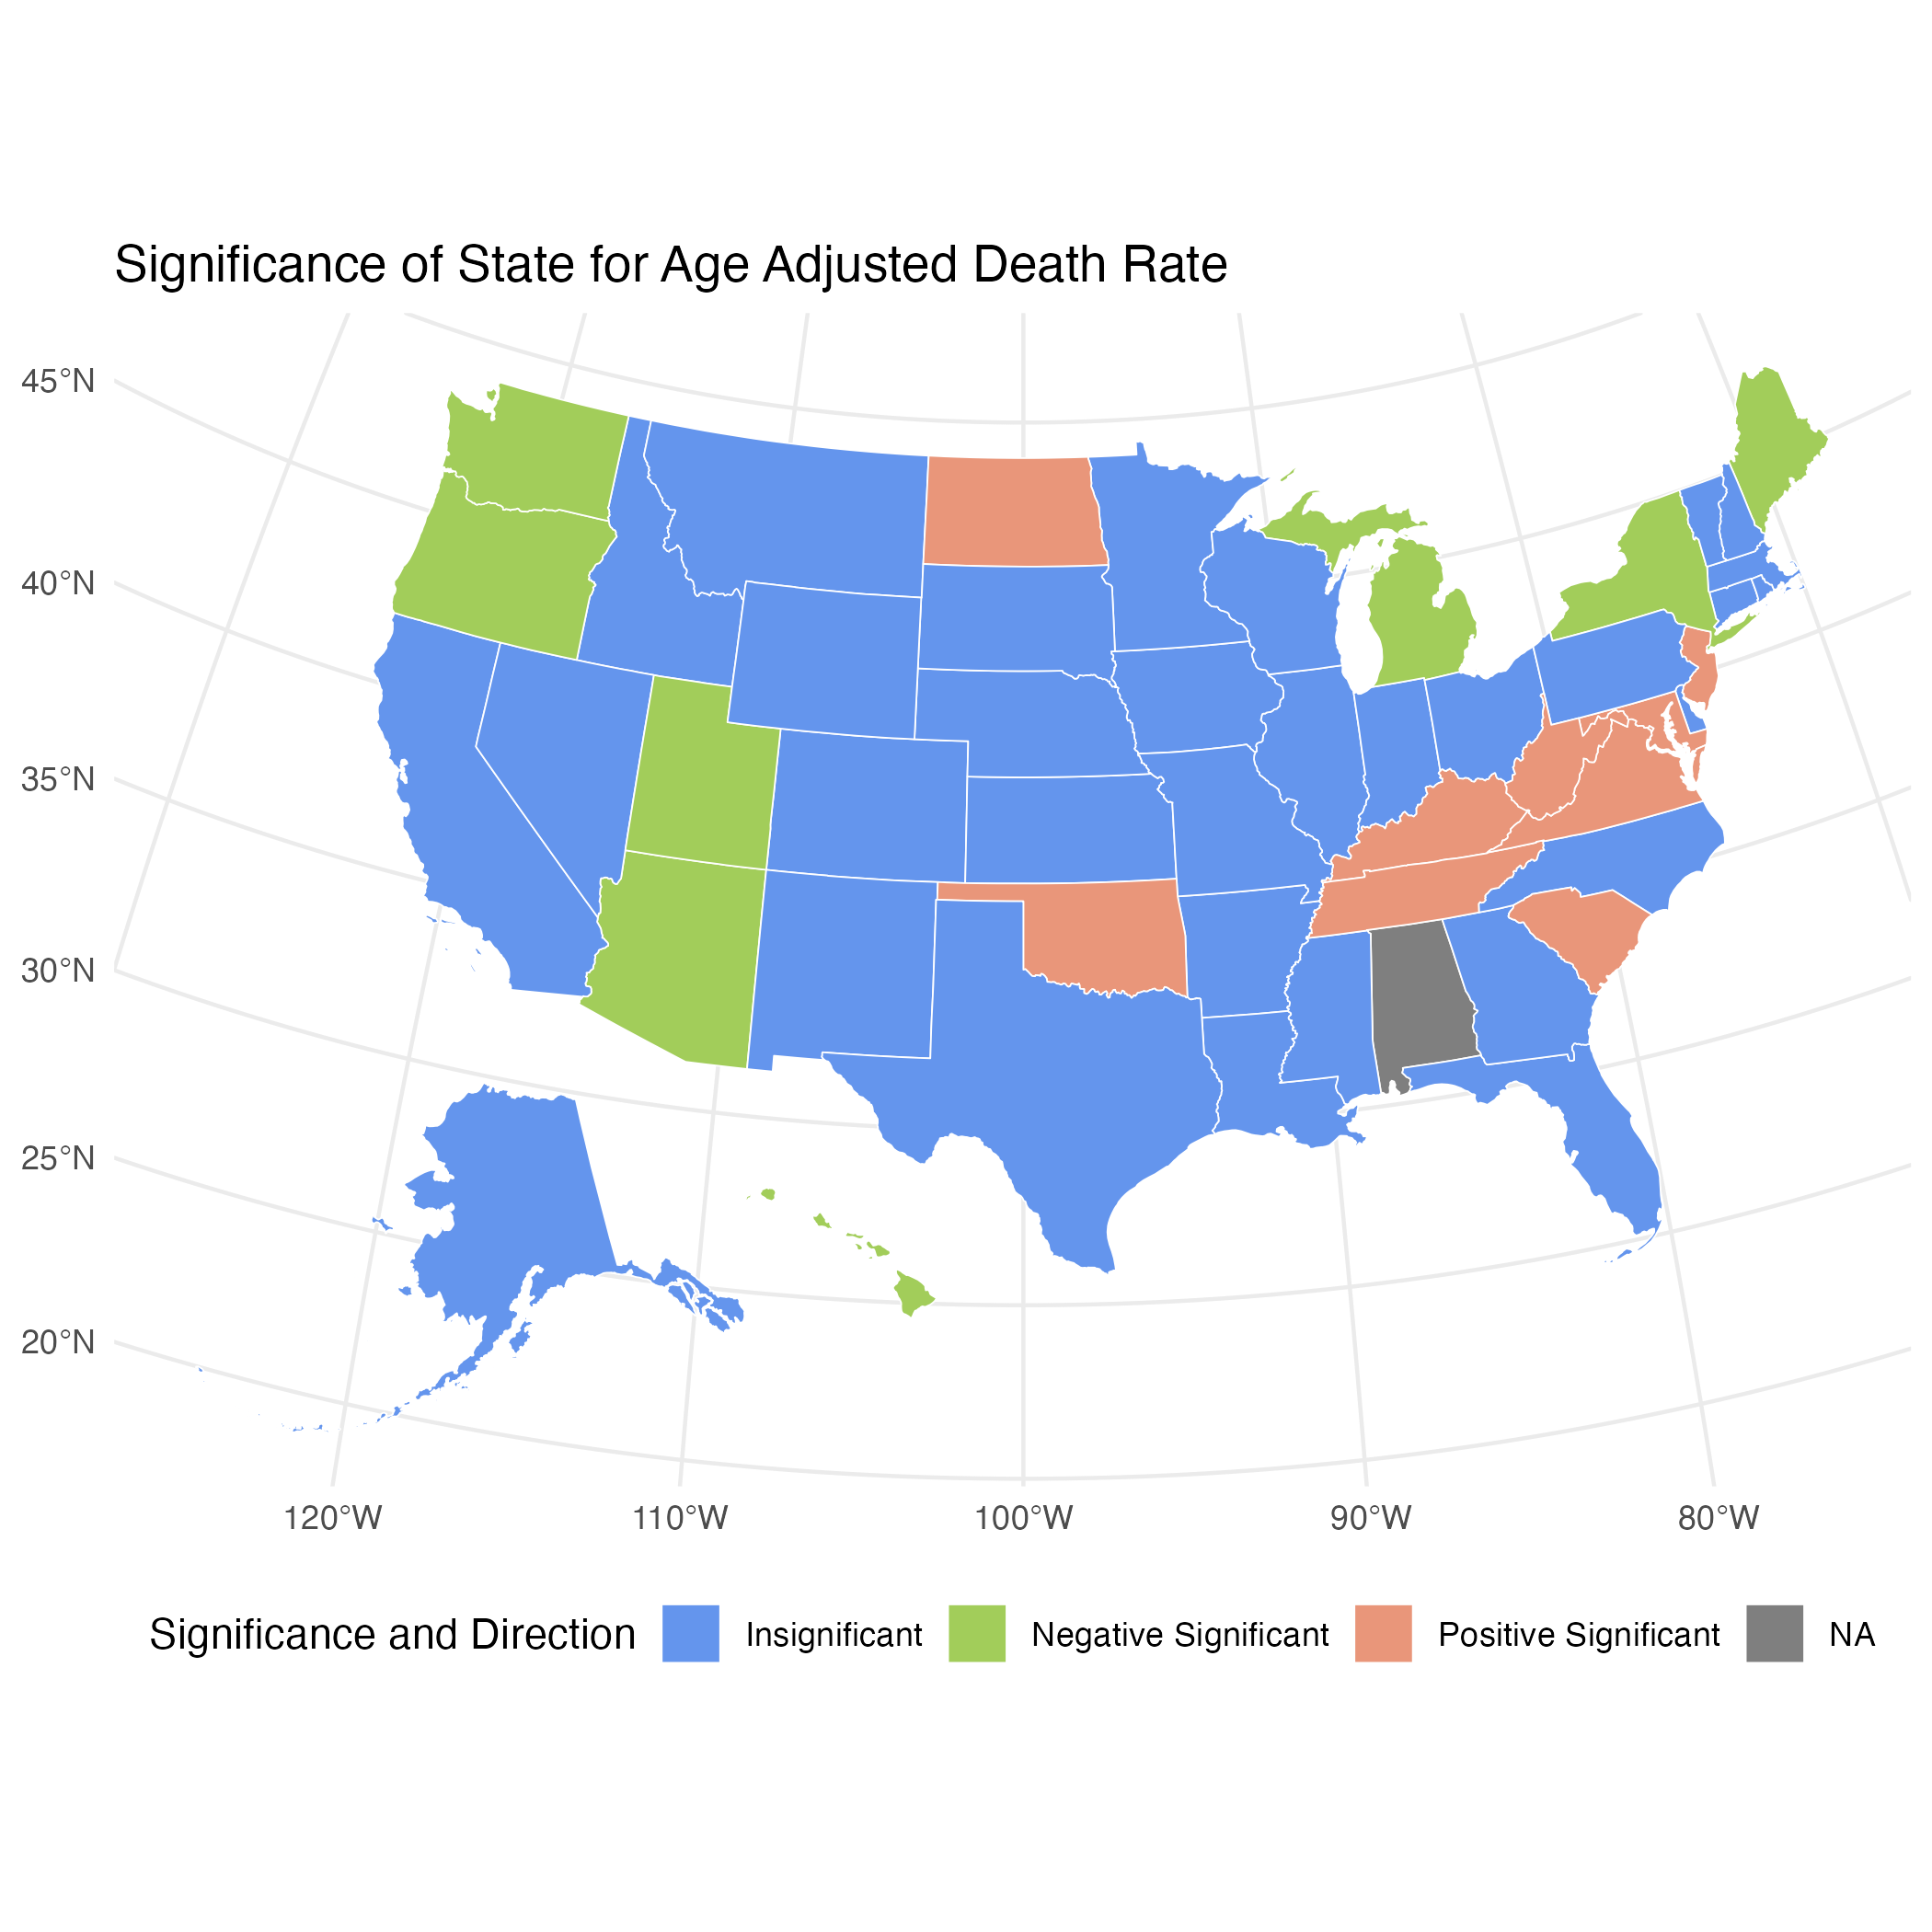 Significance of State for Age Adjusted Death Rate
45°N
40°N
35°N
30°N
25°N
20°N
120°W 110°W 100°W 90°W 80°W
Significance and Direction Insignificant Negative Significant Positive Significant NA